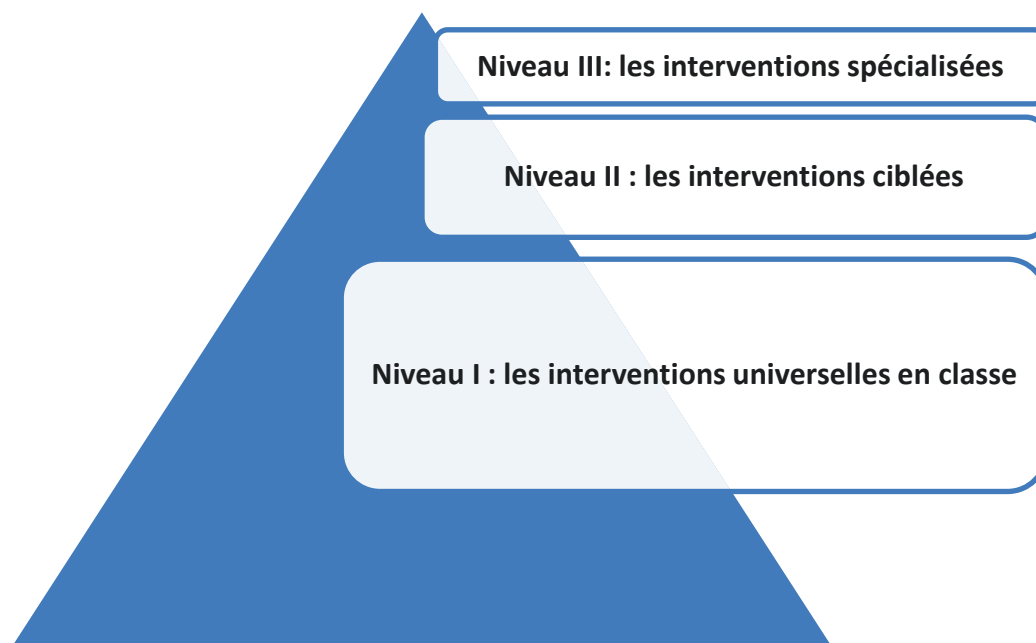 Niveau III: les interventions spécialisées
Niveau II : les interventions ciblées
Niveau I : les interventions universelles en classe